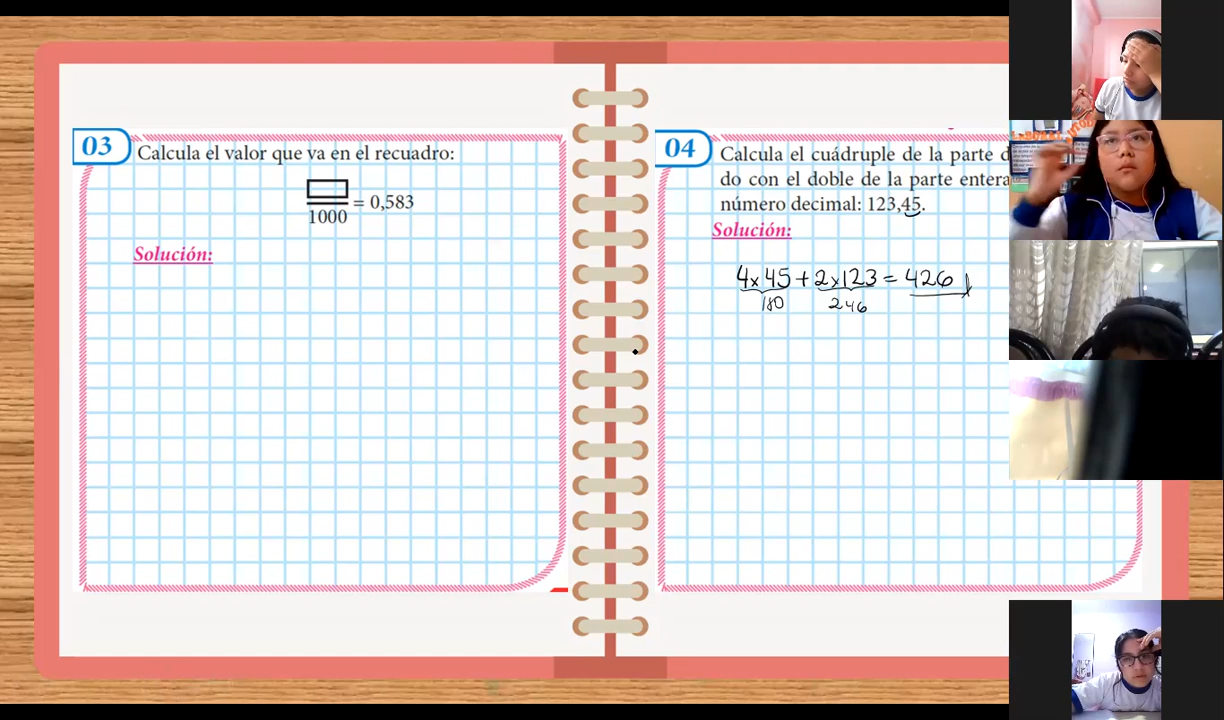 03
Calcula el valor que va en el recuadro:
1000 = 0,583
Solución:
04
Calcula el cuádruple de la parte
do con el doble de la parte entera
número decimal: 123,45.
Solución:
4x45+2x123=426
180 246